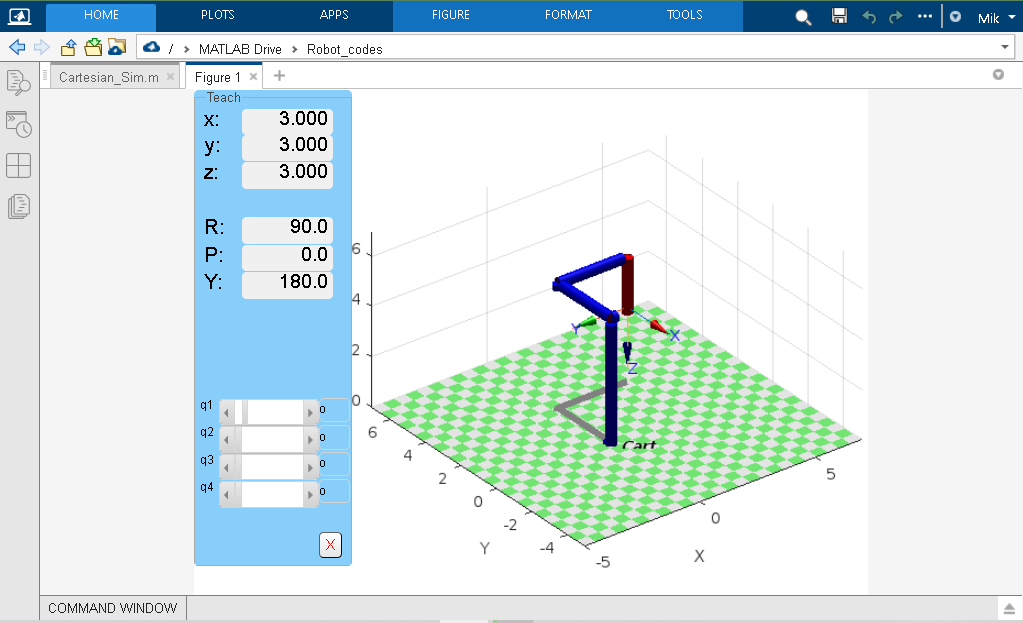 HOME PLOTS APPS FIGURE FORMAT TOOLS Mik
/ › MATLAB Drive › Robot_codes
Cartesian_Sim.m × Figure 1 × +
Teach
x: 3.000
y: 3.000
z: 3.000
R: 90.0
P: 0.0
Y: 180.0
q1 0
q2 0
q3 0
q4 0
X
6
4
2
0
6
4
2
0
-2
-4
Y
-5
0
5
X
Y
X
Z
Cart
COMMAND WINDOW